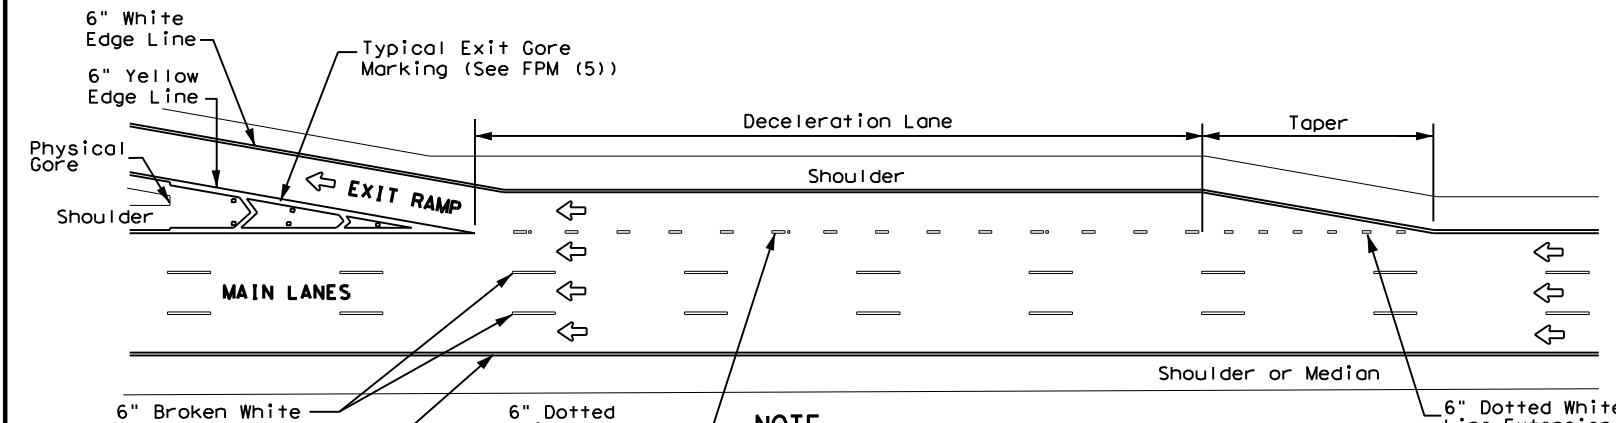 6" White
Edge Line
Typical Exit Gore
Marking (See FPM (5))
6" Yellow
Edge Line
Physical
Gore
Deceleration Lane
Taper
Shoulder
EXIT RAMP
Shoulder
MAIN LANES
Shoulder or Median
6" Broken White
6" Dotted
NOTE
6" Dotted White
Line Extension